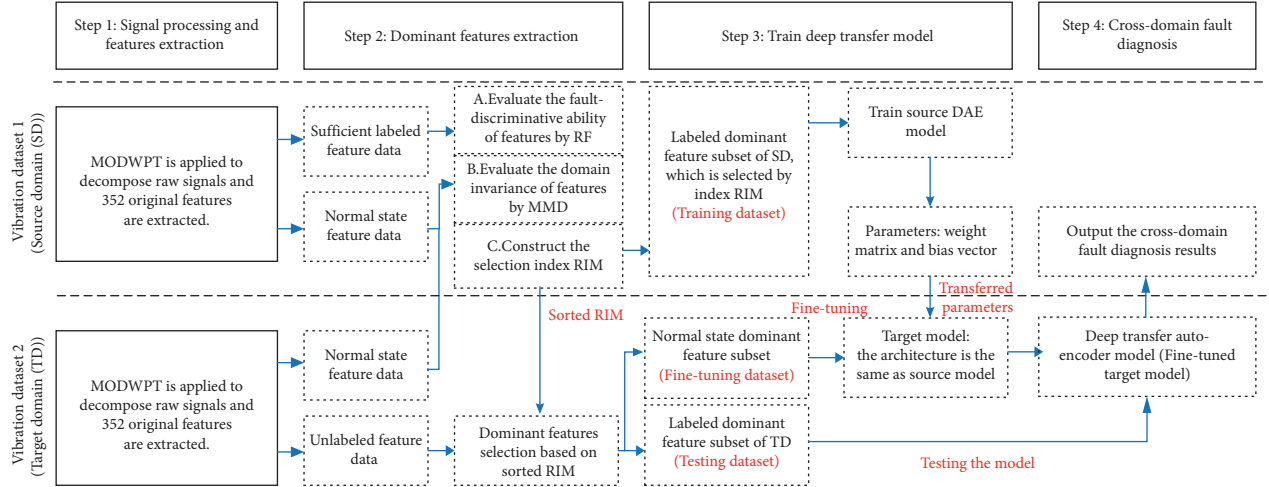 Step 1: Signal processing and
features extraction
Step 2: Dominant features extraction
Step 3: Train deep transfer model
Step 4: Cross-domain fault
diagnosis
Vibration dataset 1
(Source domain (SD))
MODWPT is applied to
decompose raw signals and
352 original features
are extracted.
Sufficient labeled
feature data
Normal state
feature data
A.Evaluate the fault-
discriminative ability
of features by RF
B.Evaluate the domain
invariance of features
by MMD
C.Construct the
selection index RIM
Labeled dominant
feature subset of SD,
which is selected by
index RIM
(Training dataset)
Train source DAE
model
Parameters: weight
matrix and bias vector
Output the cross-domain
fault diagnosis results
Sorted RIM
Fine-tuning
Transferred
parameters
Vibration dataset 2
(Target domain (TD))
MODWPT is applied to
decompose raw signals and
352 original features
are extracted.
Normal state
feature data
Unlabeled feature
data
Dominant features
selection based on
sorted RIM
Normal state dominant
feature subset
(Fine-tuning dataset)
Labeled dominant
feature subset of TD
(Testing dataset)
Target model:
the architecture is the
same as source model
Deep transfer auto-
encoder model (Fine-tuned
target model)
Testing the model